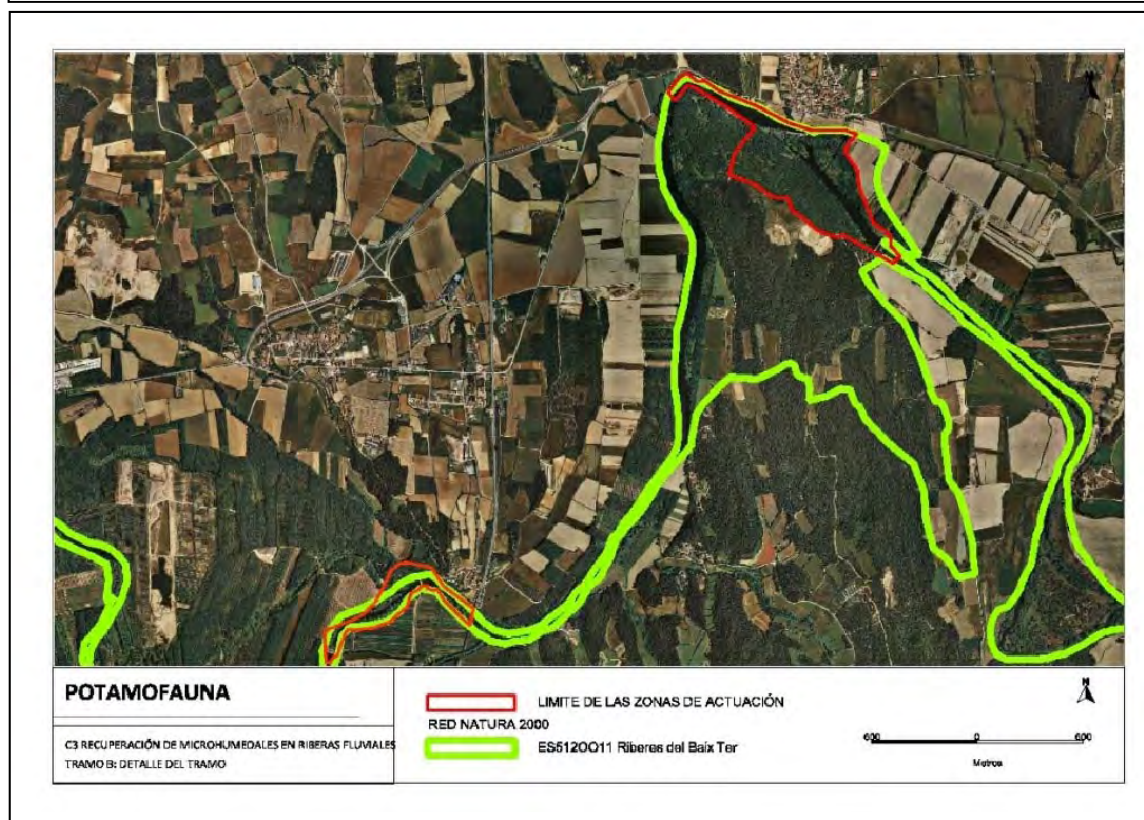 POTAMOFAUNA
C3 RECUPERACIÓN DE MICROHUMEDALES EN RIBERAS FLUVIALES
TRAMO B: DETALLE DEL TRAMO
LIMITE DE LAS ZONAS DE ACTUACIÓN
RED NATURA 2000
ES5120011 Riberes del Baix Ter
N
600 0 600
Metros